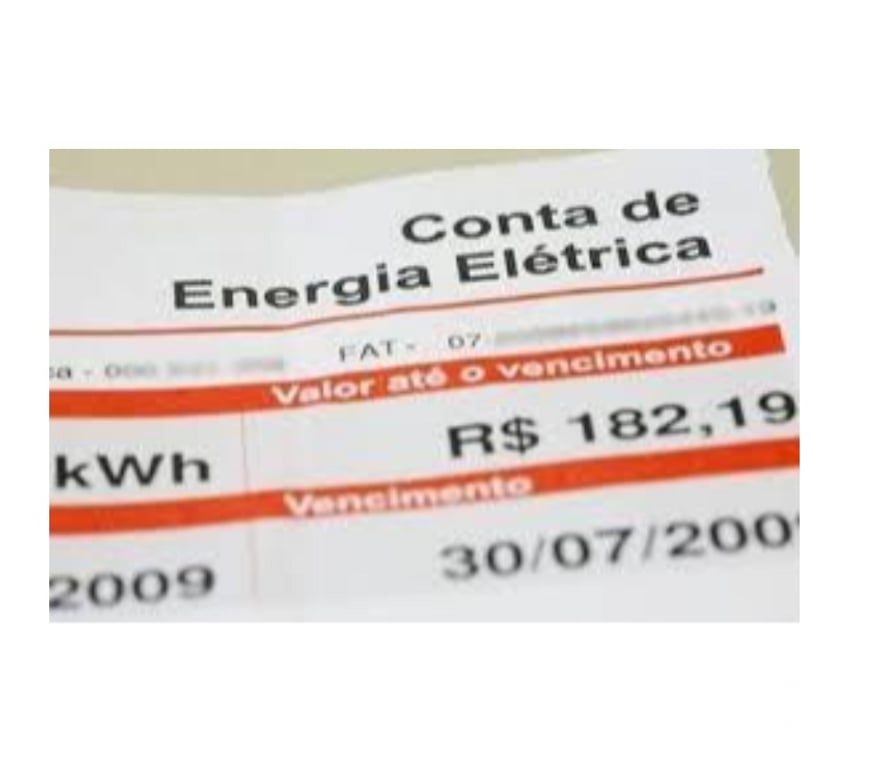 Conta de
Energia Elétrica
FAT - 07
Valor até o vencimento
kWh R$ 182,19
Vencimento
2009 30/07/200